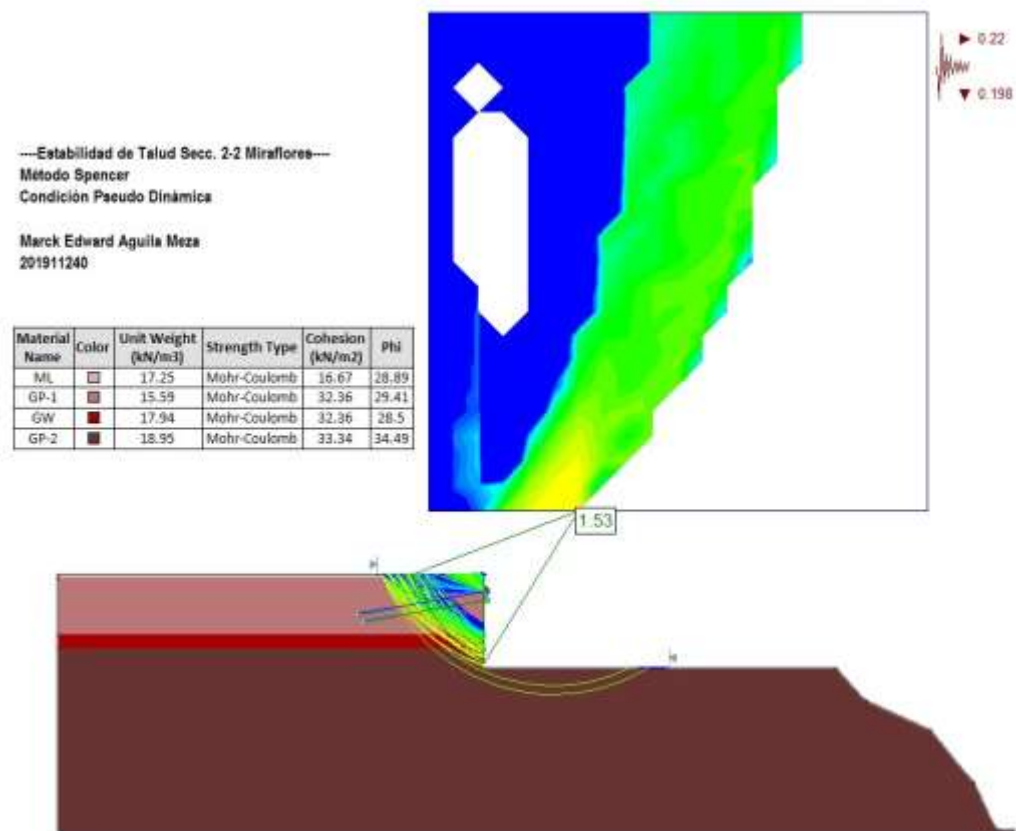 ----Estabilidad de Talud Secc. 2-2 Miraflores----
Método Spencer
Condición Pseudo Dinámica
Marck Edward Aguila Meza
201911240
Material Name Color Unit Weight (kN/m3) Strength Type Cohesion (kN/m2) Phi
ML 17.25 Mohr-Coulomb 16.67 28.89
GP-1 15.59 Mohr-Coulomb 32.36 29.41
GW 17.94 Mohr-Coulomb 32.36 28.5
GP-2 18.95 Mohr-Coulomb 33.34 34.49
0.22
0.198
1.53